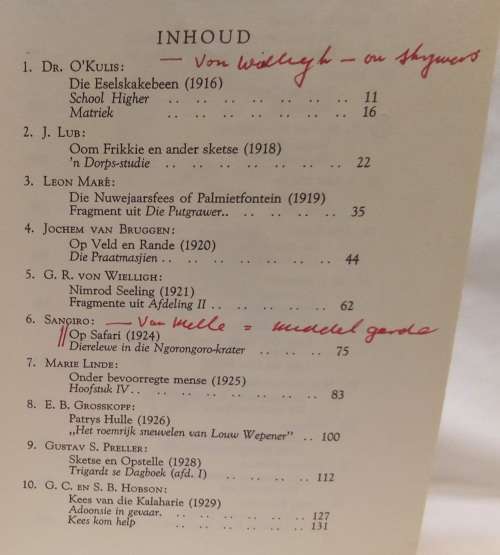 INHOUD
1. DR. O'KULIS: — Von Wielligh — ou skrywers
Die Eselskakebeen (1916)
School Higher .. .. .. .. .. .. .. 11
Matriek .. .. .. .. .. .. .. 16
2. J. LUB:
Oom Frikkie en ander sketse (1918)
'n Dorps-studie .. .. .. .. .. .. 22
3. LEON MARÉ:
Die Nuwejaarsfees of Palmietfontein (1919)
Fragment uit Die Putgrawer.. .. .. .. .. 35
4. JOCHEM VAN BRUGGEN:
Op Veld en Rande (1920)
Die Praatmasjien .. .. .. .. .. .. 44
5. G. R. VON WIELLIGH:
Nimrod Seeling (1921)
Fragmente uit Afdeling II .. .. .. .. .. 62
6. SANGIRO: — Van Melle = middel garde
Op Safari (1924)
Dierelewe in die Ngorongoro-krater .. .. .. 75
7. MARIE LINDE:
Onder bevoorregte mense (1925)
Hoofstuk IV.. .. .. .. .. .. .. 83
8. E. B. GROSSKOPF:
Patrys Hulle (1926)
„Het roemrijk sneuvelen van Louw Wepener” .. 100
9. GUSTAV S. PRELLER:
Sketse en Opstelle (1928)
Trigardt se Dagboek (afd. I) .. .. .. .. 112
10. G. C. EN S. B. HOBSON:
Kees van die Kalaharie (1929)
Adoonsie in gevaar.. .. .. .. .. .. 127
Kees kom help .. .. .. .. .. .. 131